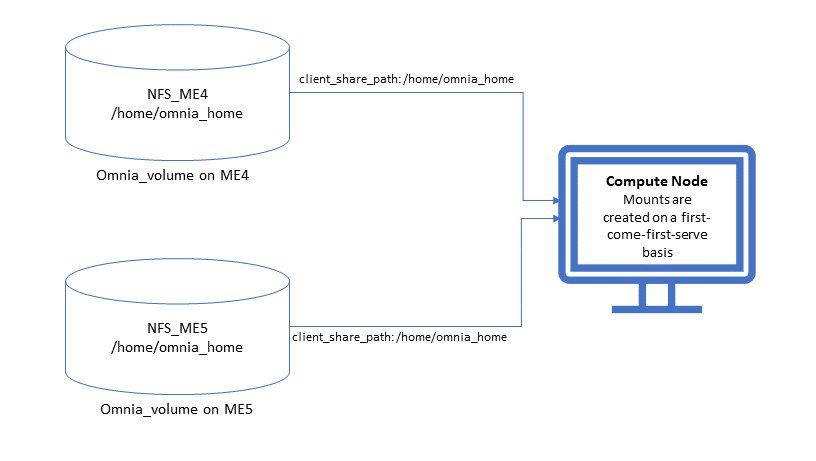 NFS_ME4
/home/omnia_home
Omnia_volume on ME4
client_share_path: /home/omnia_home
Compute Node
Mounts are
created on a first-
come-first-serve
basis
NFS_ME5
/home/omnia_home
Omnia_volume on ME5
client_share_path: /home/omnia_home